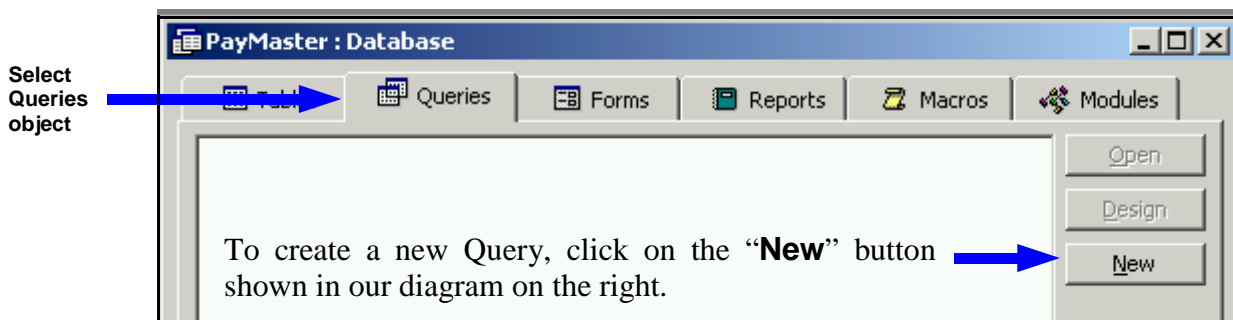 PayMaster : Database
Select
Queries
object
Queries
Forms
Reports
Macros
Modules
Open
Design
New
To create a new Query, click on the “New” button
shown in our diagram on the right.